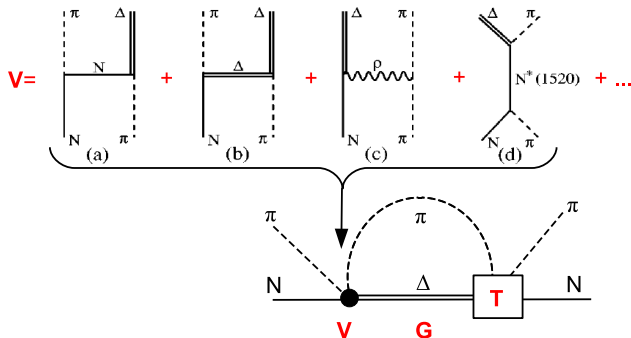 π Δ π Δ Δ π Δ π
V= N + Δ + ρ + N*(1520) + ...
N π N π N π N π
(a) (b) (c) (d)
π π π
N Δ T N
V G